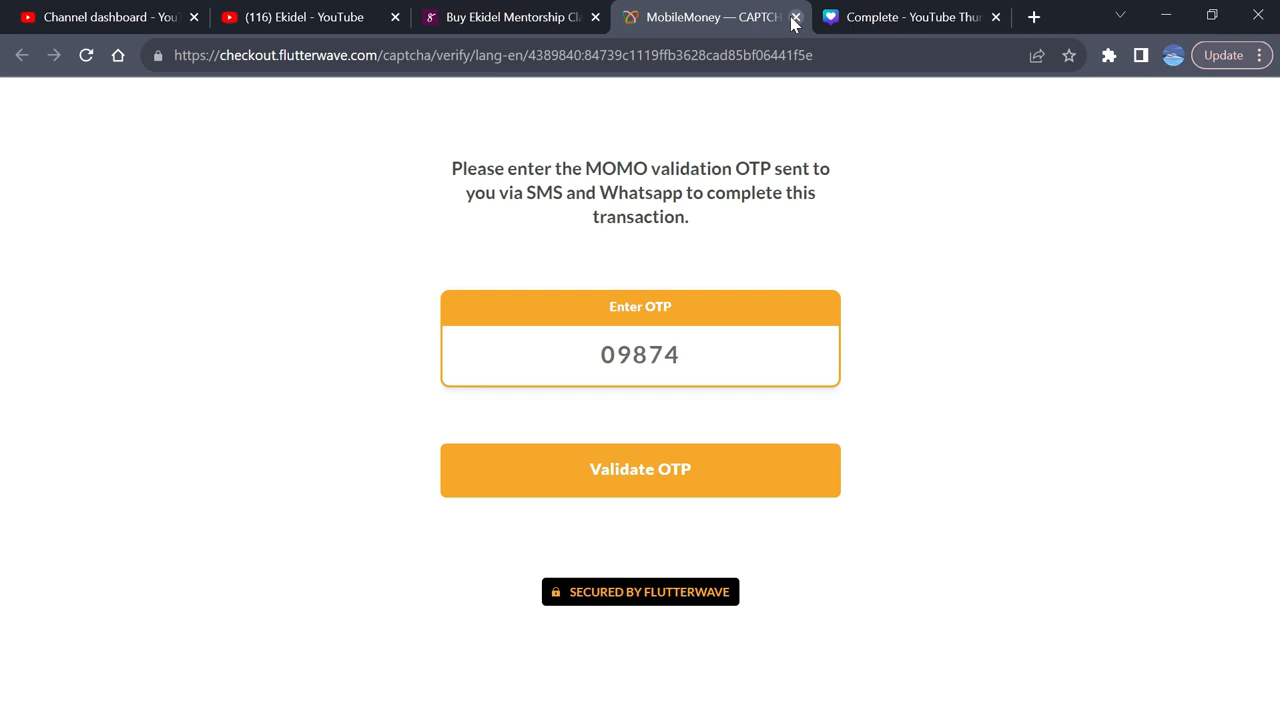 Channel dashboard - You
(116) Ekidel - YouTube
Buy Ekidel Mentorship Cl
MobileMoney — CAPTCH
Complete - YouTube Thu
https://checkout.flutterwave.com/captcha/verify/lang-en/4389840:84739c1119ffb3628cad85bf06441f5e
Update
Please enter the MOMO validation OTP sent to
you via SMS and Whatsapp to complete this
transaction.
Enter OTP
09874
Validate OTP
SECURED BY FLUTTERWAVE